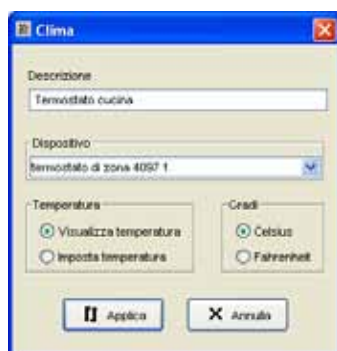 Clima
Descrizione
Termostato cucina
Dispositivo
termostato di zona 4097 1
Temperatura
Visualizza temperatura
Imposta temperatura
Gradi
Celsius
Fahrenheit
Applica
Annulla